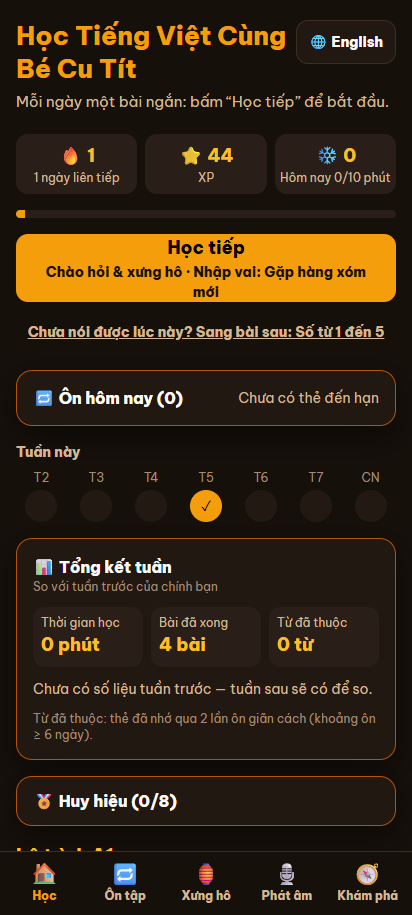 Học Tiếng Việt Cùng
Bé Cu Tít
English
Mỗi ngày một bài ngắn: bấm “Học tiếp” để bắt đầu.
1
1 ngày liên tiếp
44
XP
0
Hôm nay 0/10 phút
Học tiếp
Chào hỏi & xưng hô · Nhập vai: Gặp hàng xóm
mới
Chưa nói được lúc này? Sang bài sau: Số từ 1 đến 5
Ôn hôm nay (0)
Chưa có thẻ đến hạn
Tuần này
T2 T3 T4 T5 T6 T7 CN
✓
Tổng kết tuần
So với tuần trước của chính bạn
Thời gian học
0 phút
Bài đã xong
4 bài
Từ đã thuộc
0 từ
Chưa có số liệu tuần trước — tuần sau sẽ có để so.
Từ đã thuộc: thẻ đã nhớ qua 2 lần ôn giãn cách (khoảng ôn
≥ 6 ngày).
Huy hiệu (0/8)
Học
Ôn tập
Xưng hô
Phát âm
Khám phá